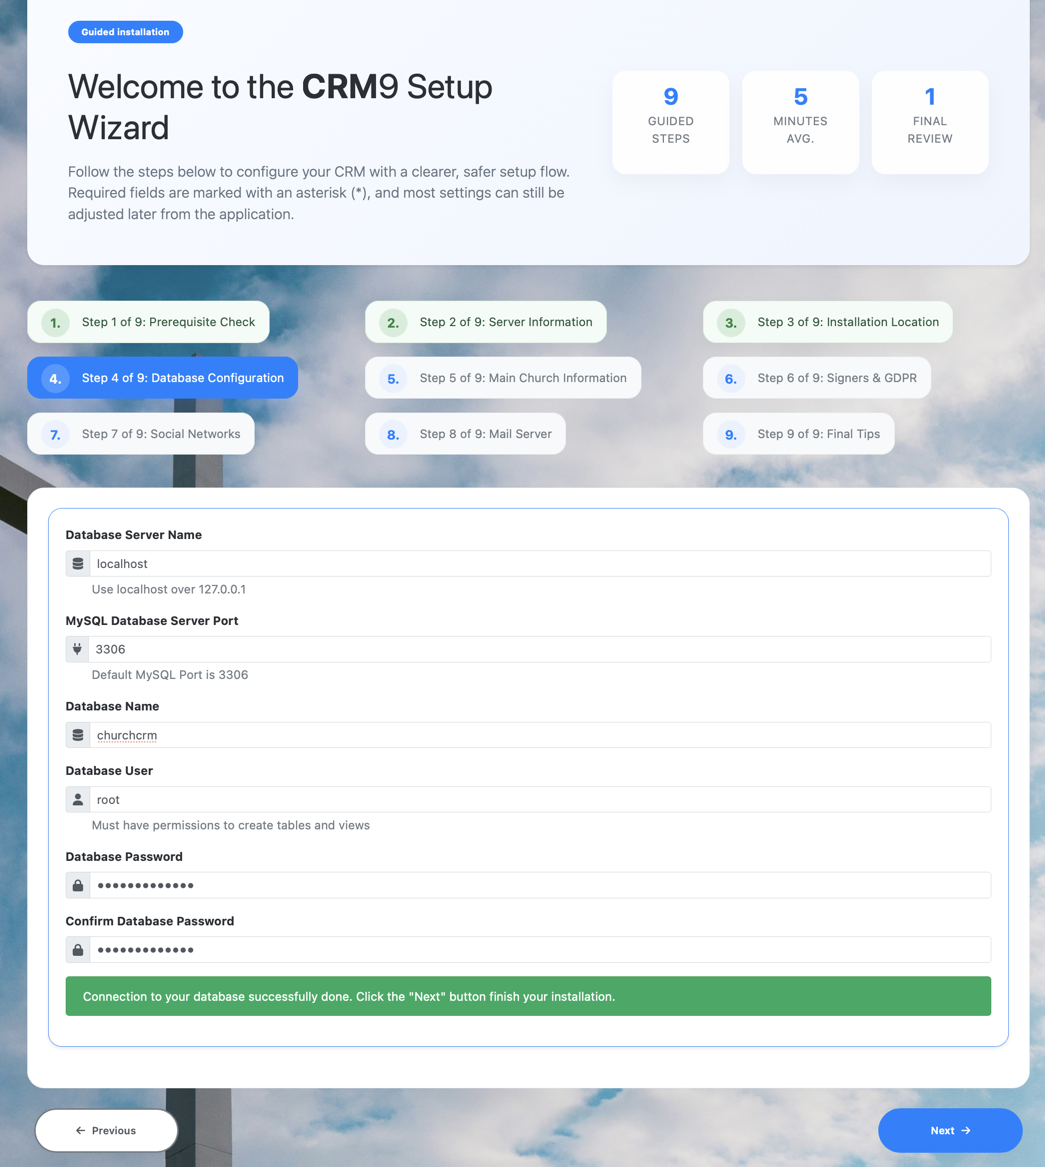 Guided installation
Welcome to the CRM9 Setup
Wizard
Follow the steps below to configure your CRM with a clearer, safer setup flow.
Required fields are marked with an asterisk (*), and most settings can still be
adjusted later from the application.
9
GUIDED
STEPS
5
MINUTES
AVG.
1
FINAL
REVIEW
1. Step 1 of 9: Prerequisite Check
2. Step 2 of 9: Server Information
3. Step 3 of 9: Installation Location
4. Step 4 of 9: Database Configuration
5. Step 5 of 9: Main Church Information
6. Step 6 of 9: Signers & GDPR
7. Step 7 of 9: Social Networks
8. Step 8 of 9: Mail Server
9. Step 9 of 9: Final Tips
Database Server Name
localhost
Use localhost over 127.0.0.1
MySQL Database Server Port
3306
Default MySQL Port is 3306
Database Name
churchcrm
Database User
root
Must have permissions to create tables and views
Database Password
•••••••••••••
Confirm Database Password
•••••••••••••
Connection to your database successfully done. Click the "Next" button finish your installation.
← Previous
Next →